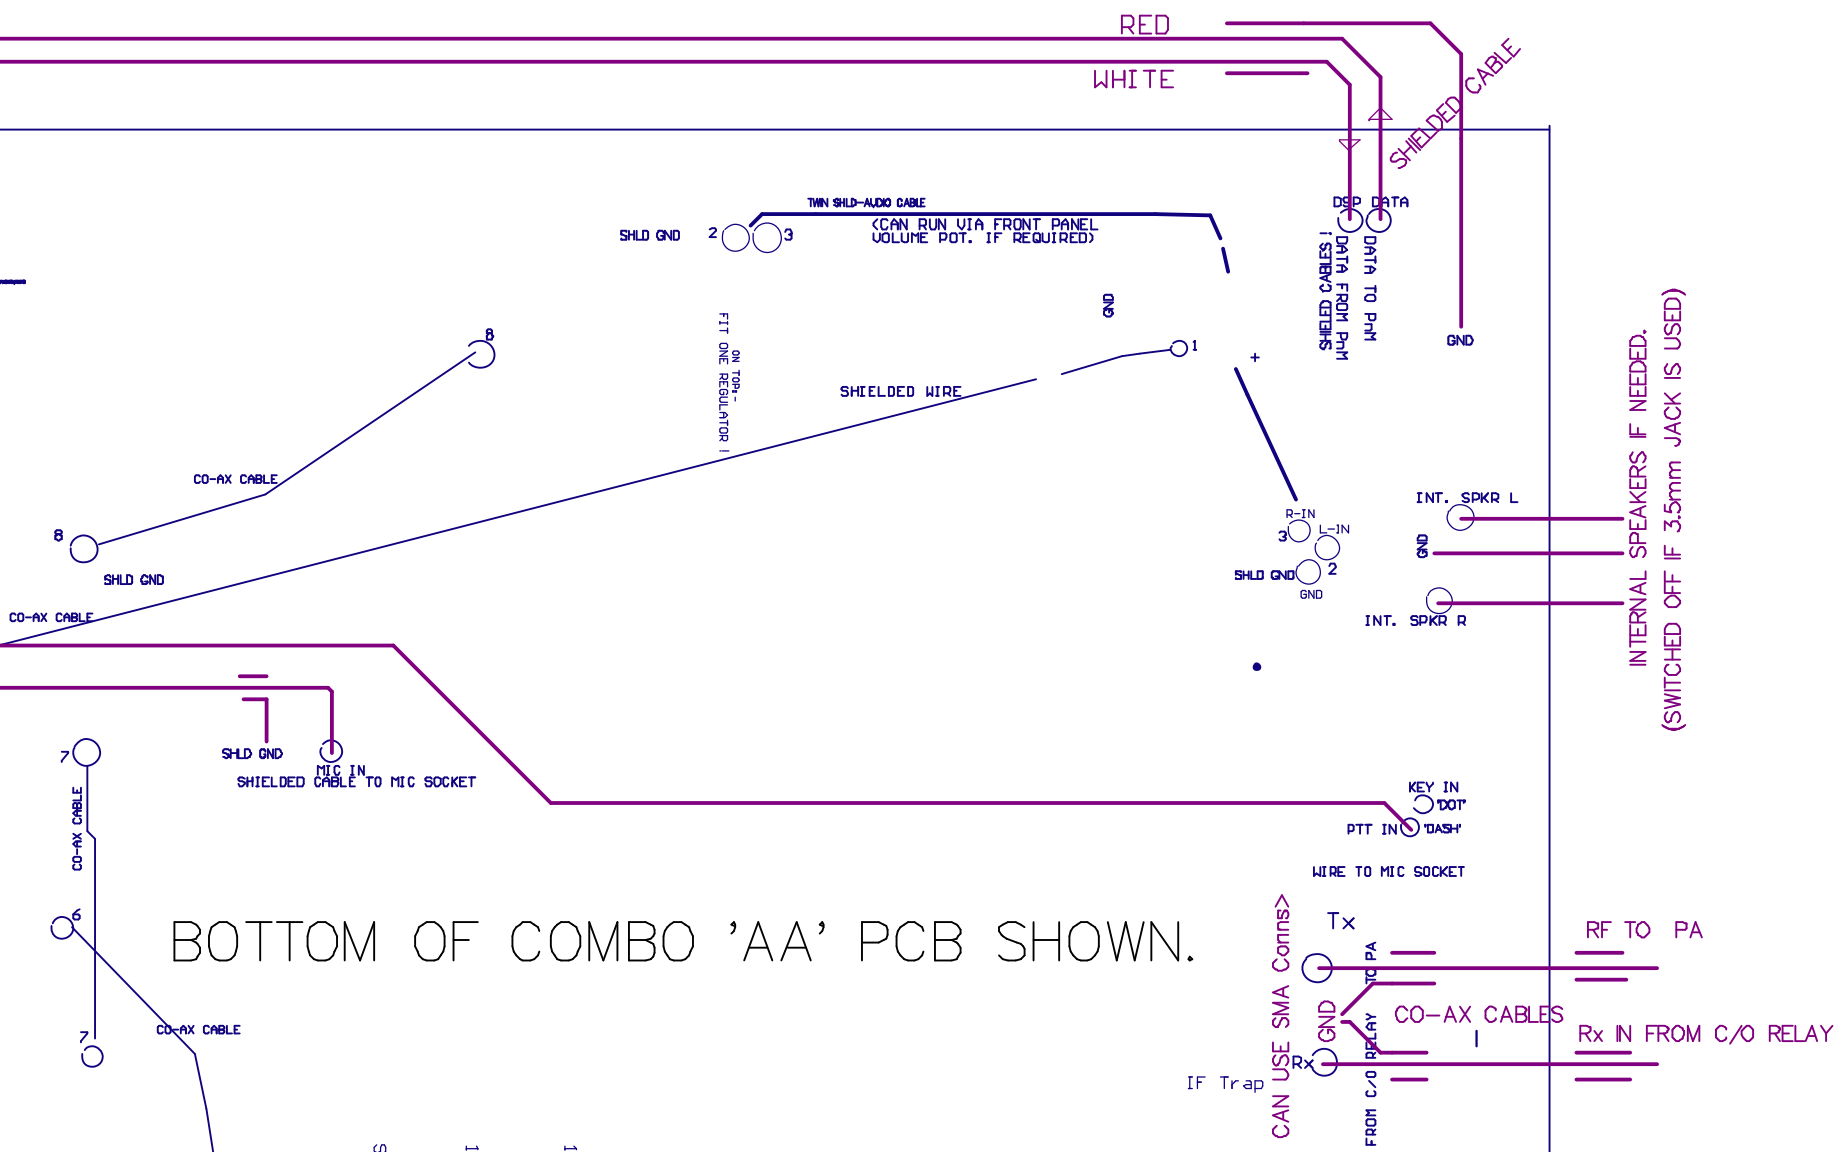 RED
WHITE
SHIELDED CABLE
TWIN SHLD-AUDIO CABLE
(CAN RUN VIA FRONT PANEL
VOLUME POT. IF REQUIRED)
SHLD GND
2
3
DSP DATA
! SHIELED CABLES !
DATA FROM PnM
DATA TO PnM
GND
GND
8
1
+
FIT ONE REGULATOR !
ON TOP:-
SHIELDED WIRE
CO-AX CABLE
8
SHLD GND
CO-AX CABLE
R-IN
3
L-IN
SHLD GND
2
GND
INT. SPKR L
GND
INT. SPKR R
INTERNAL SPEAKERS IF NEEDED.
(SWITCHED OFF IF 3.5mm JACK IS USED)
7
CO-AX CABLE
SHLD GND
MIC IN
SHIELDED CABLE TO MIC SOCKET
KEY IN
'DOT'
PTT IN
'DASH'
WIRE TO MIC SOCKET
6
BOTTOM OF COMBO 'AA' PCB SHOWN.
7
CO-AX CABLE
CAN USE SMA Conns>
Tx
TO PA
RF TO PA
GND
CO-AX CABLES
Rx
FROM C/O RELAY
Rx IN FROM C/O RELAY
IF Trap